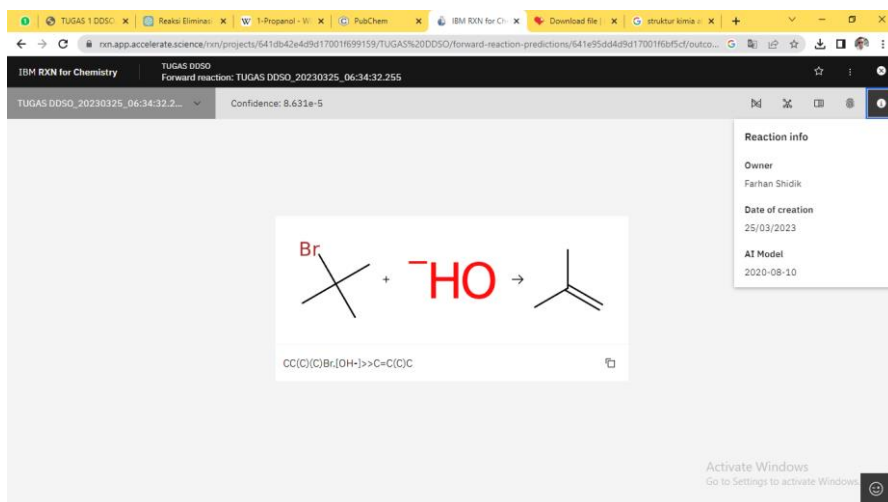 TUGAS 1 DDSO
Reaksi Eliminas
1-Propanol - W
PubChem
IBM RXN for Ch
Download file |
struktur kimia a
rxn.app.accelerate.science/rxn/projects/641db42e4d9d17001f699159/TUGAS%20DDSO/forward-reaction-predictions/641e95dd4d9d17001f6bf5cf/outco...
IBM RXN for Chemistry
TUGAS DDSO
Forward reaction: TUGAS DDSO_20230325_06:34:32.255
TUGAS DDSO_20230325_06:34:32.2...
Confidence: 8.631e-5
Reaction info
Owner
Farhan Shidik
Date of creation
25/03/2023
AI Model
2020-08-10
Br
+ ⁻HO →
CC(C)(C)Br.[OH-]>>C=C(C)C
Activate Windows
Go to Settings to activate Windows.